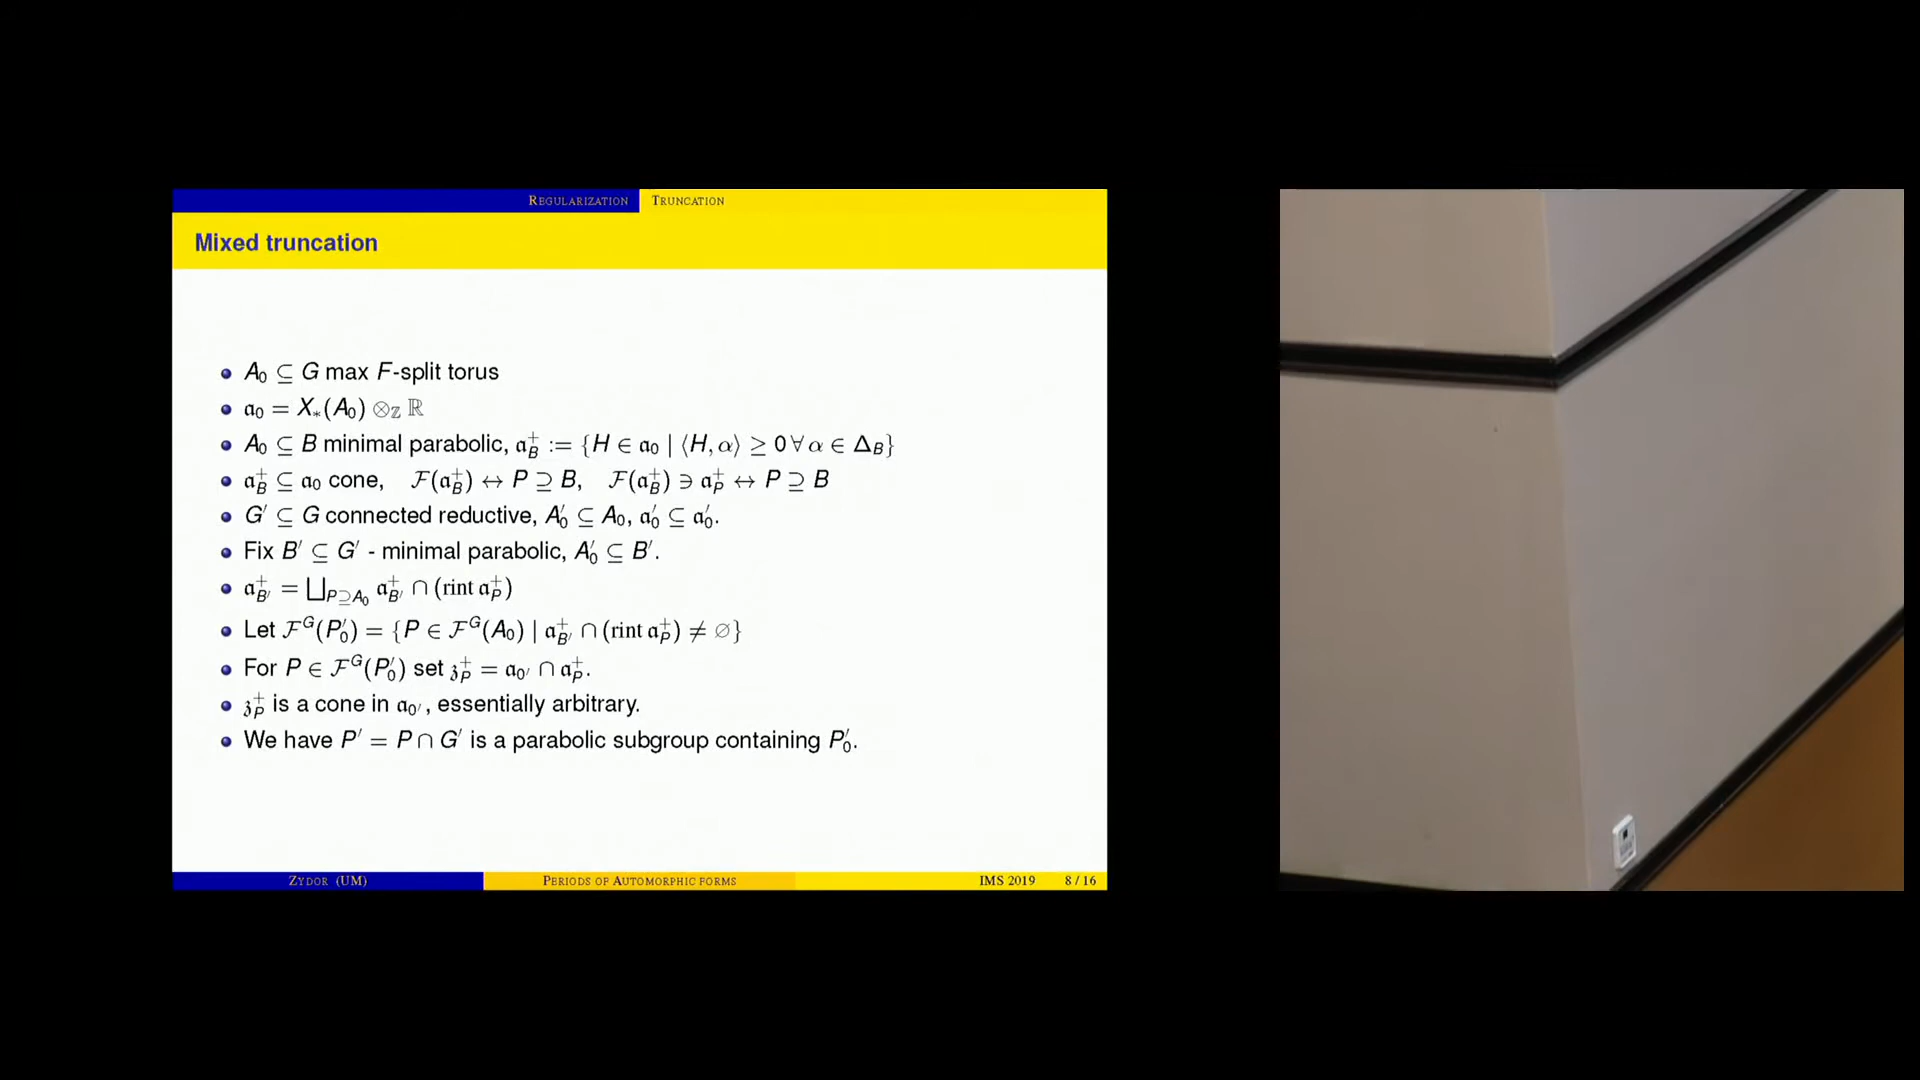 REGULARIZATION TRUNCATION
Mixed truncation
A₀ ⊆ G max F-split torus
𝔞₀ = X_*(A₀) ⊗_ℤ ℝ
A₀ ⊆ B minimal parabolic, 𝔞_B^+ := {H ∈ 𝔞₀ | ⟨H, α⟩ ≥ 0 ∀ α ∈ Δ_B}
𝔞_B^+ ⊆ 𝔞₀ cone, ℱ(𝔞_B^+) ↔ P ⊇ B, ℱ(𝔞_B^+) ∋ 𝔞_P^+ ↔ P ⊇ B
G′ ⊆ G connected reductive, A′₀ ⊆ A₀, 𝔞′₀ ⊆ 𝔞′₀.
Fix B′ ⊆ G′ - minimal parabolic, A′₀ ⊆ B′.
𝔞_{B′}^+ = ⨆_{P⊇A₀} 𝔞_{B′}^+ ∩ (rint 𝔞_P^+)
Let ℱ^G(P′₀) = {P ∈ ℱ^G(A₀) | 𝔞_{B′}^+ ∩ (rint 𝔞_P^+) ≠ ∅}
For P ∈ ℱ^G(P′₀) set 𝔷_P^+ = 𝔞_{0′} ∩ 𝔞_P^+.
𝔷_P^+ is a cone in 𝔞_{0′}, essentially arbitrary.
We have P′ = P ∩ G′ is a parabolic subgroup containing P′₀.
ZYDOR (UM) PERIODS OF AUTOMORPHIC FORMS IMS 2019 8 / 16